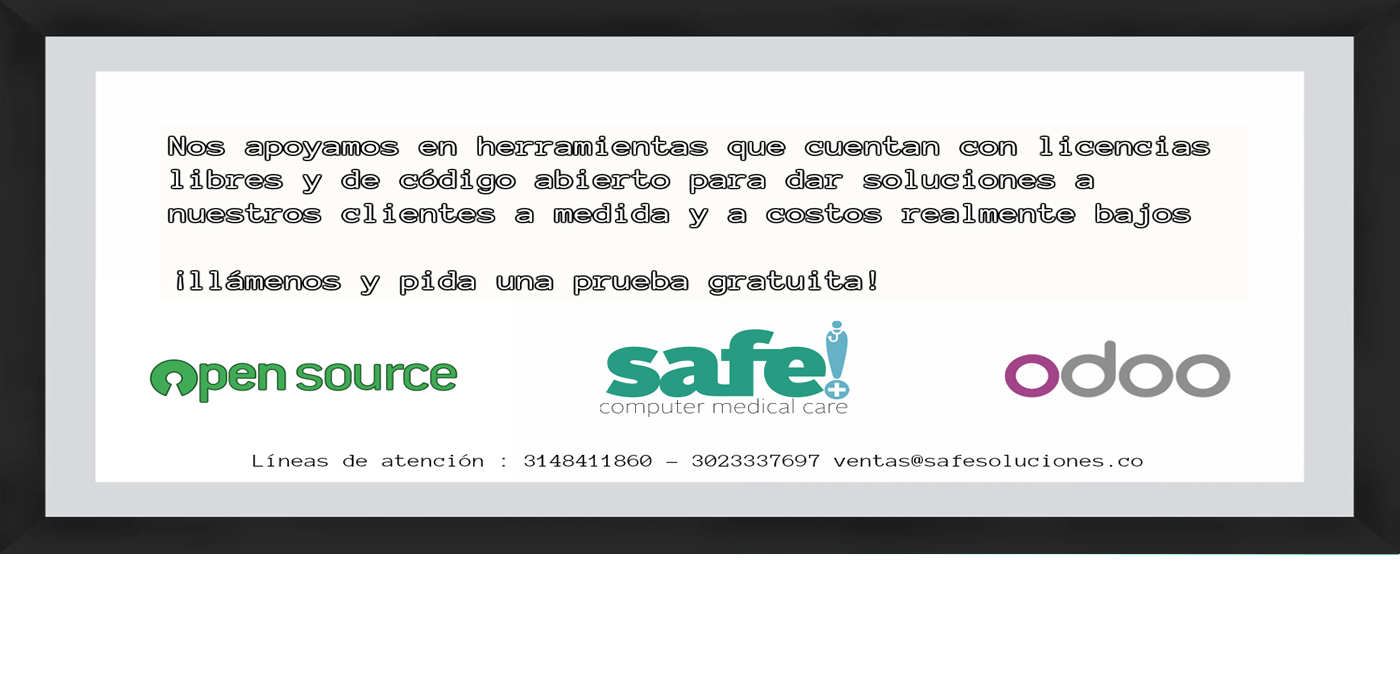 Nos apoyamos en herramientas que cuentan con licencias
libres y de código abierto para dar soluciones a
nuestros clientes a medida y a costos realmente bajos
¡llámenos y pida una prueba gratuita!
open source
safe!
computer medical care
odoo
Líneas de atención : 3148411860 – 3023337697 ventas@safesoluciones.co